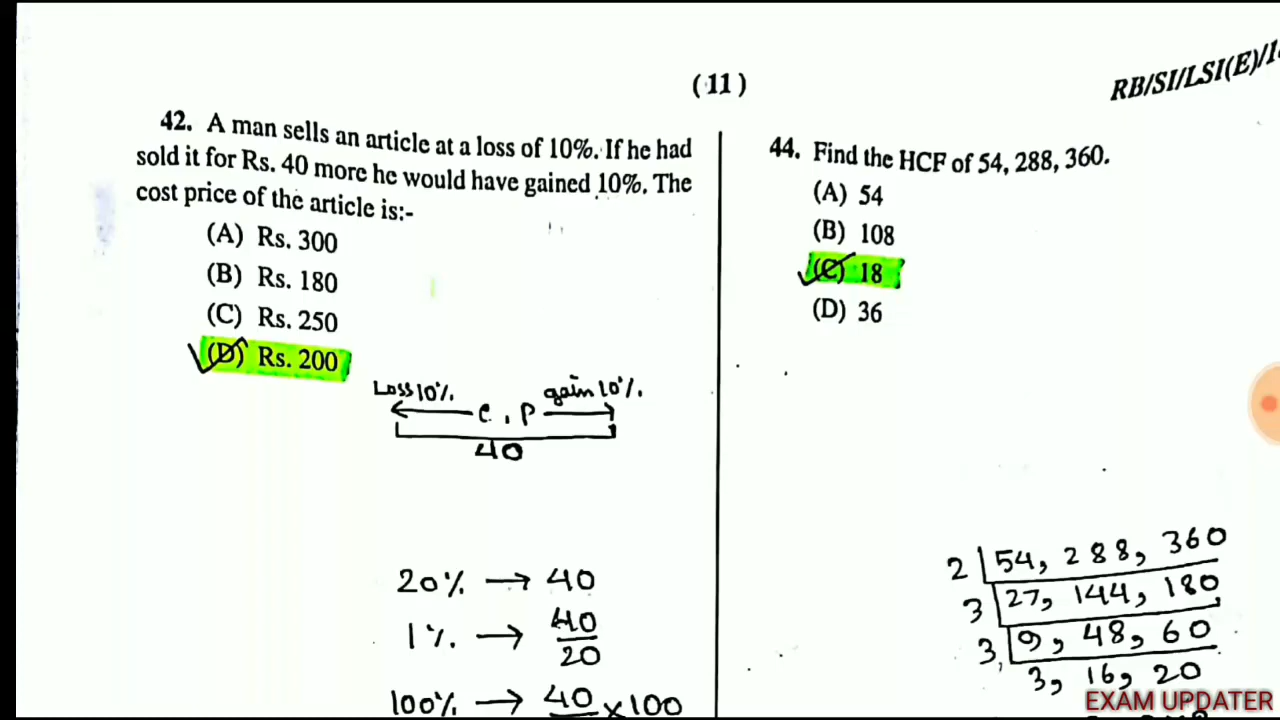 (11)
RB/SI/LSI(E)/1
42. A man sells an article at a loss of 10%. If he had
sold it for Rs. 40 more he would have gained 10%. The
cost price of the article is:-
(A) Rs. 300
(B) Rs. 180
(C) Rs. 250
(D) Rs. 200
Loss 10% gain 10%
C.P
40
20% → 40
1% → 40/20
100% → 40 × 100
44. Find the HCF of 54, 288, 360.
(A) 54
(B) 108
(C) 18
(D) 36
2 | 54, 288, 360
3 | 27, 144, 180
3 | 9, 48, 60
3, 16, 20
EXAM UPDATER